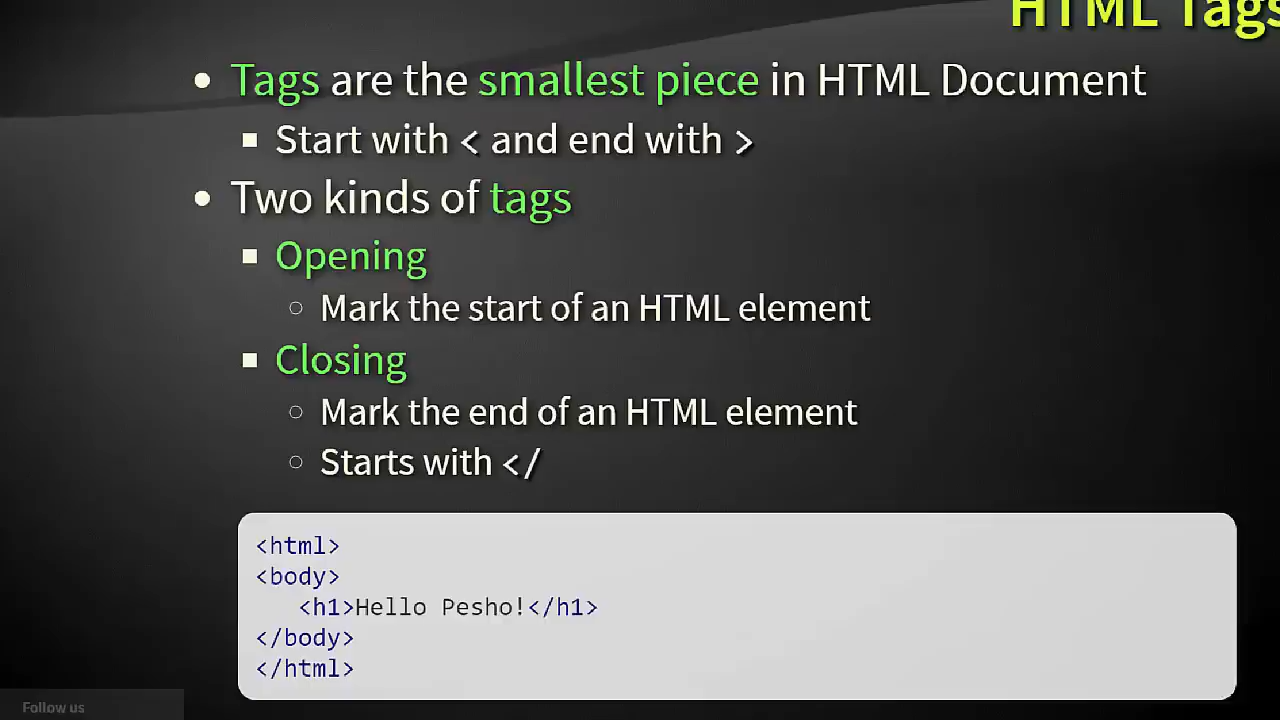 HTML Tags
Tags are the smallest piece in HTML Document
Start with < and end with >
Two kinds of tags
Opening
Mark the start of an HTML element
Closing
Mark the end of an HTML element
Starts with </
<html>
<body>
<h1>Hello Pesho!</h1>
</body>
</html>
Follow us